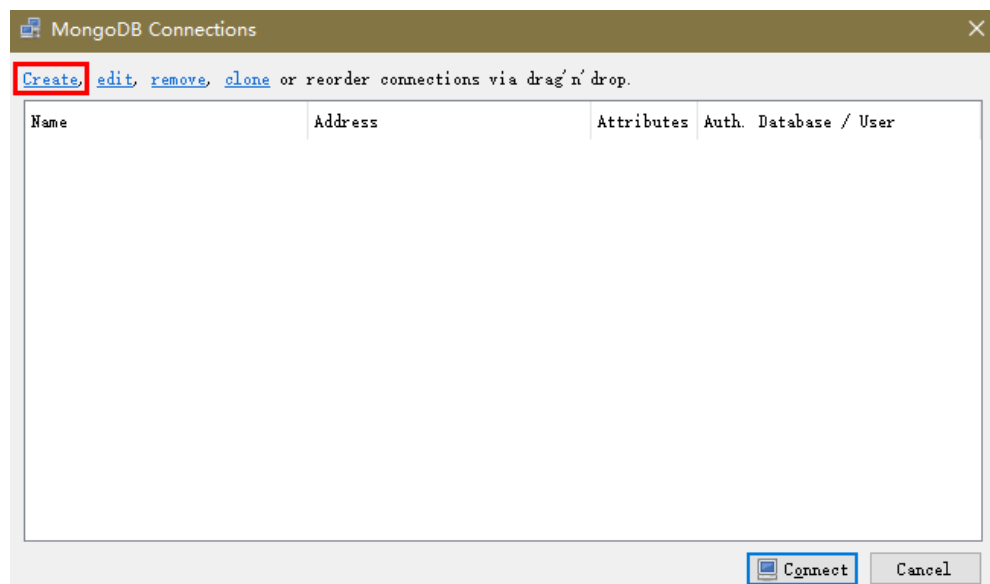 MongoDB Connections
Create, edit, remove, clone or reorder connections via drag'n'drop.
Name Address Attributes Auth. Database / User
Connect Cancel